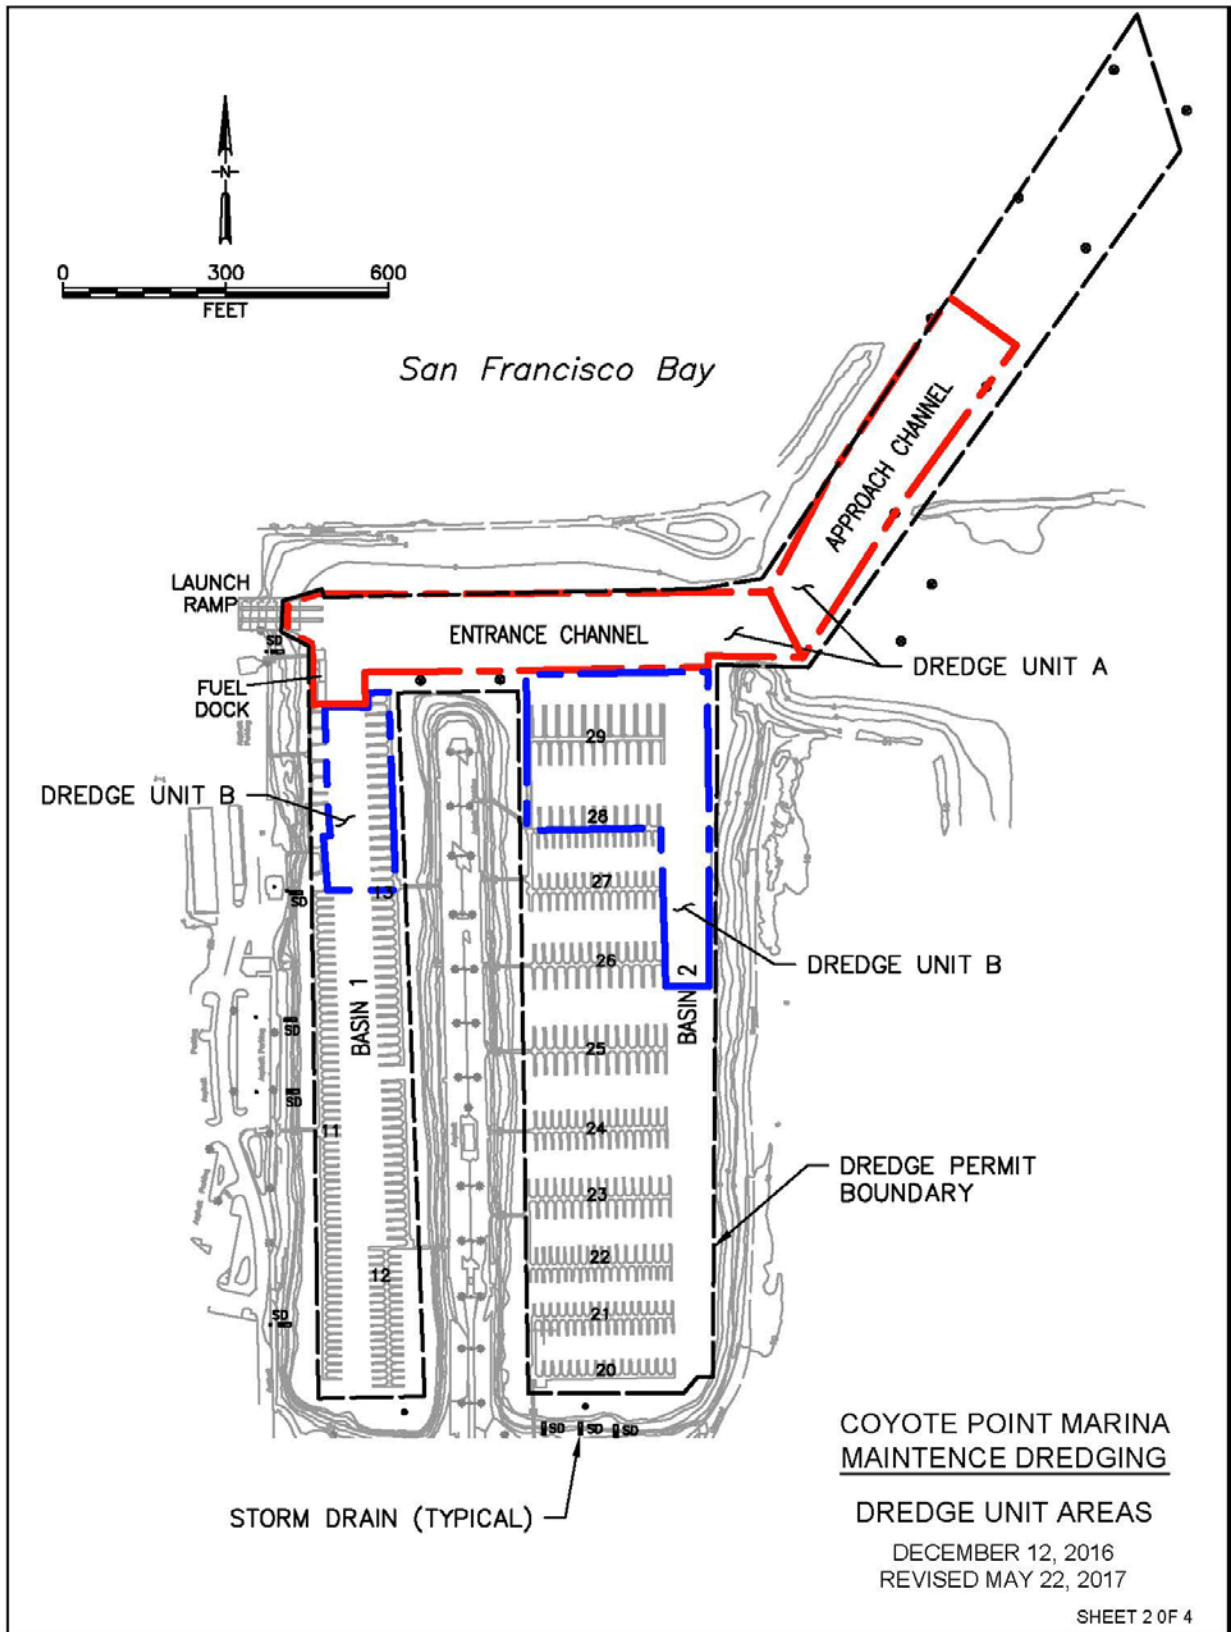 N
0 300 600
FEET
San Francisco Bay
APPROACH CHANNEL
LAUNCH
RAMP
SD
ENTRANCE CHANNEL
DREDGE UNIT A
FUEL
DOCK
29
DREDGE UNIT B
28
27
13
SD
26
DREDGE UNIT B
BASIN 1
BASIN 2
SD
25
SD
11
24
DREDGE PERMIT
BOUNDARY
23
22
12
SD
21
20
SD
SD
SD
STORM DRAIN (TYPICAL)
COYOTE POINT MARINA
MAINTENCE DREDGING
DREDGE UNIT AREAS
DECEMBER 12, 2016
REVISED MAY 22, 2017
SHEET 2 OF 4